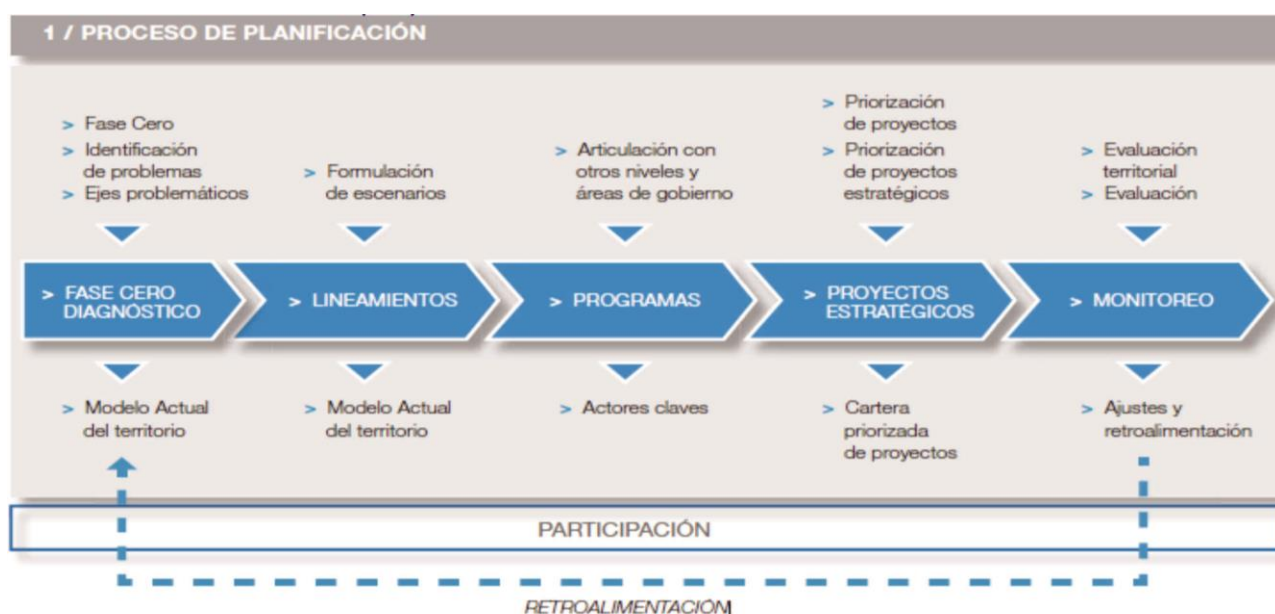 1 / PROCESO DE PLANIFICACIÓN
> Fase Cero
> Identificación
de problemas
> Ejes problemáticos
> Formulación
de escenarios
> Articulación con
otros niveles y
áreas de gobierno
> Priorización
de proyectos
> Priorización
de proyectos
estratégicos
> Evaluación
territorial
> Evaluación
> FASE CERO
DIAGNÓSTICO
> LINEAMIENTOS
> PROGRAMAS
> PROYECTOS
ESTRATÉGICOS
> MONITOREO
> Modelo Actual
del territorio
> Modelo Actual
del territorio
> Actores claves
> Cartera
priorizada
de proyectos
> Ajustes y
retroalimentación
PARTICIPACIÓN
RETROALIMENTACIÓN